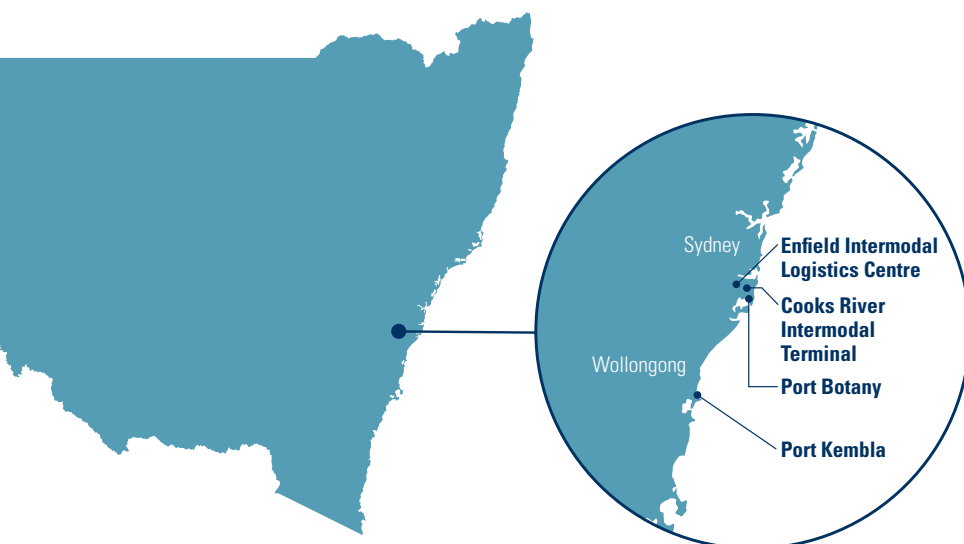 Sydney
Enfield Intermodal
Logistics Centre
Cooks River
Intermodal
Terminal
Wollongong
Port Botany
Port Kembla